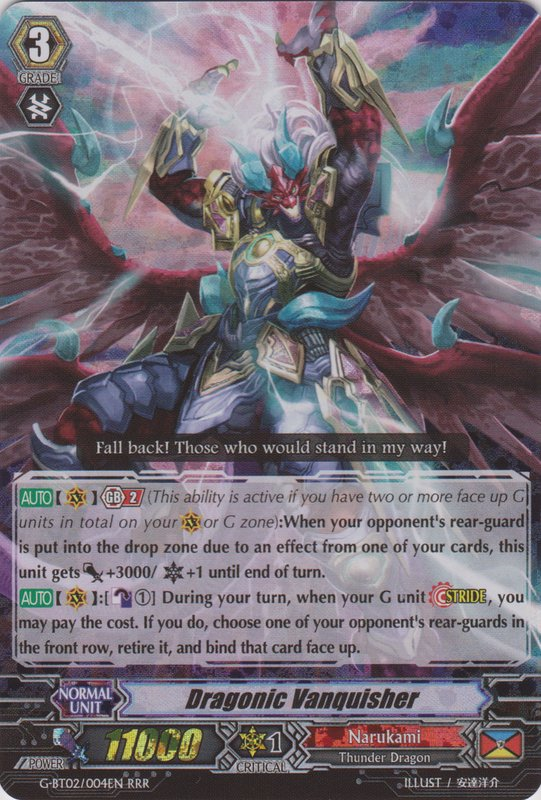 3
GRADE
Fall back! Those who would stand in my way!
AUTO【 】GB 2 (This ability is active if you have two or more face up G
units in total on your or G zone):When your opponent's rear-guard
is put into the drop zone due to an effect from one of your cards, this
unit gets +3000/ +1 until end of turn.
AUTO【 】:[ ①] During your turn, when your G unit STRIDE, you
may pay the cost. If you do, choose one of your opponent's rear-guards in
the front row, retire it, and bind that card face up.
NORMAL
UNIT
Dragonic Vanquisher
POWER 11000
1
CRITICAL
Narukami
Thunder Dragon
G-BT02/004EN RRR
ILLUST / 安達洋介